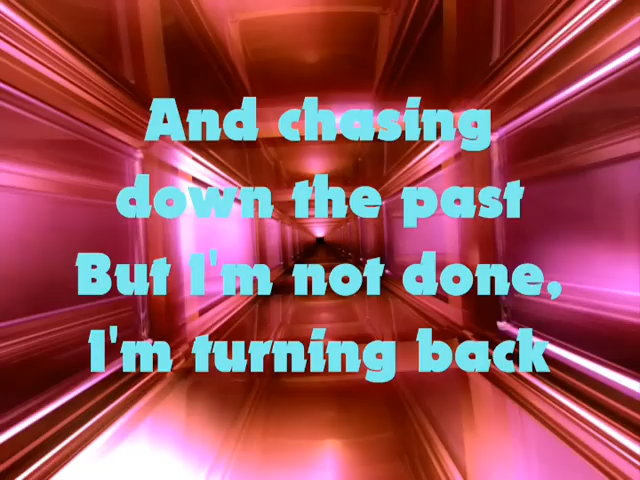 And chasing
down the past
But I'm not done,
I'm turning back